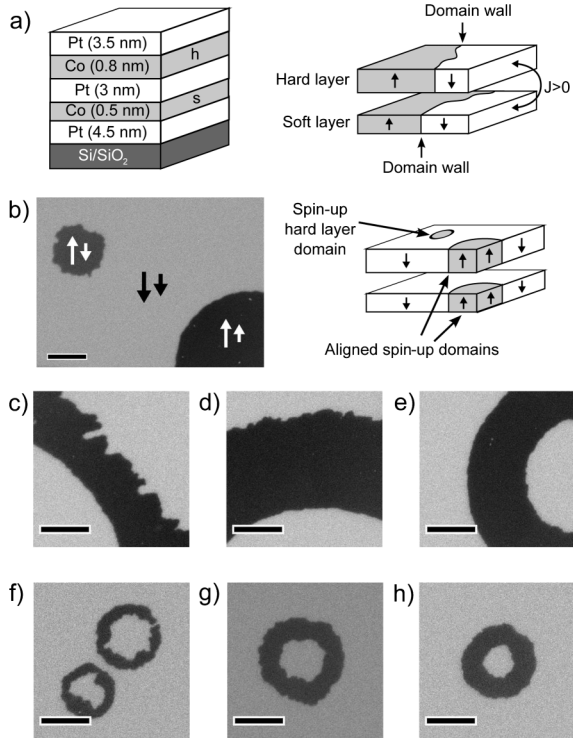 a)
Pt (3.5 nm)
Co (0.8 nm)
h
Pt (3 nm)
Co (0.5 nm)
s
Pt (4.5 nm)
Si/SiO₂
Domain wall
Hard layer
J>0
Soft layer
Domain wall
b)
Spin-up
hard layer
domain
Aligned spin-up domains
c)
d)
e)
f)
g)
h)